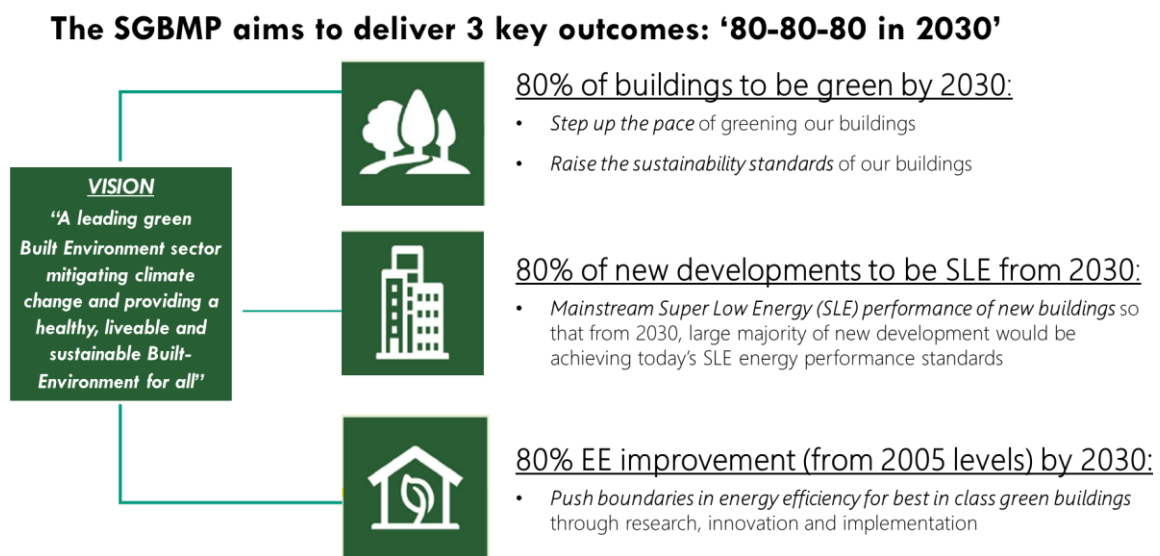 The SGBMP aims to deliver 3 key outcomes: ‘80-80-80 in 2030’
VISION
“A leading green
Built Environment sector
mitigating climate
change and providing a
healthy, liveable and
sustainable Built-
Environment for all”
80% of buildings to be green by 2030:
• Step up the pace of greening our buildings
• Raise the sustainability standards of our buildings
80% of new developments to be SLE from 2030:
• Mainstream Super Low Energy (SLE) performance of new buildings so
that from 2030, large majority of new development would be
achieving today’s SLE energy performance standards
80% EE improvement (from 2005 levels) by 2030:
• Push boundaries in energy efficiency for best in class green buildings
through research, innovation and implementation